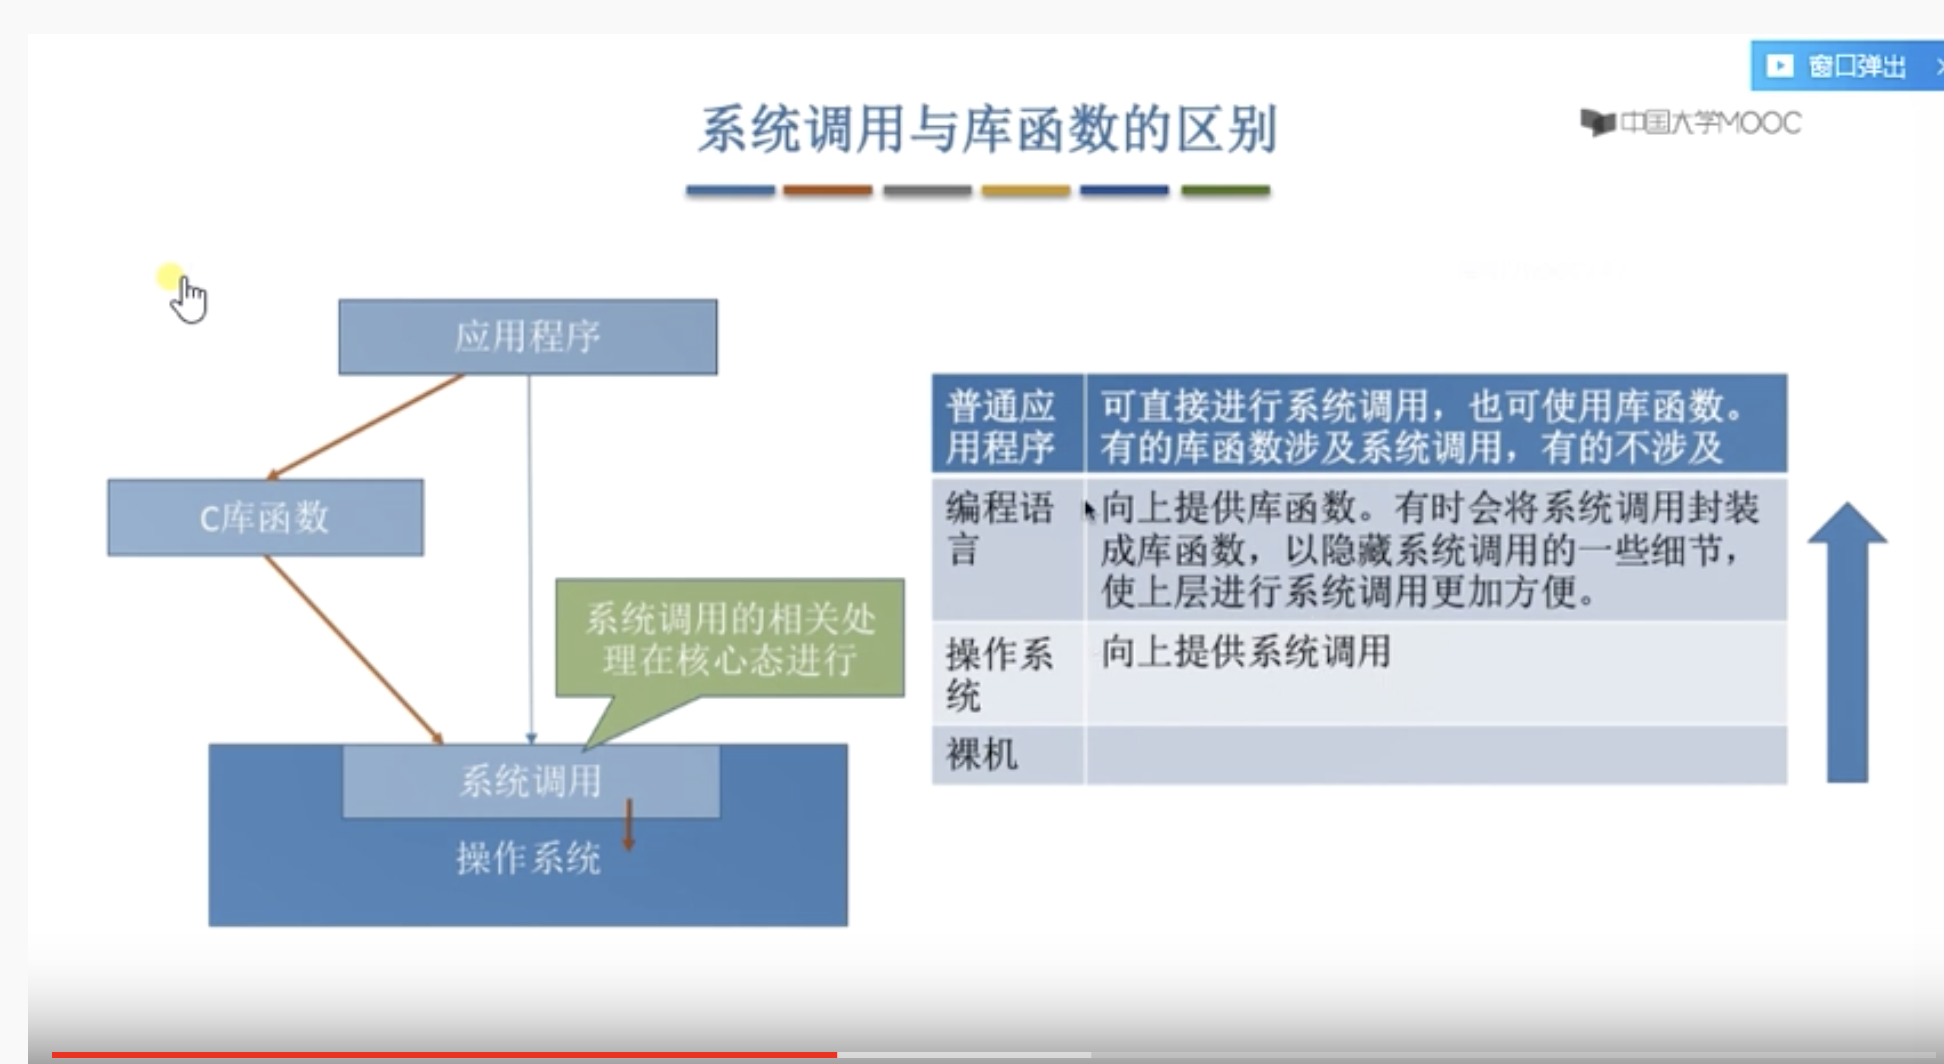 窗口弹出
系统调用与库函数的区别
中国大学MOOC
应用程序
C库函数
系统调用的相关处
理在核心态进行
系统调用
操作系统
普通应
用程序
可直接进行系统调用，也可使用库函数。
有的库函数涉及系统调用，有的不涉及
编程语
言
向上提供库函数。有时会将系统调用封装
成库函数，以隐藏系统调用的一些细节，
使上层进行系统调用更加方便。
操作系
统
向上提供系统调用
裸机